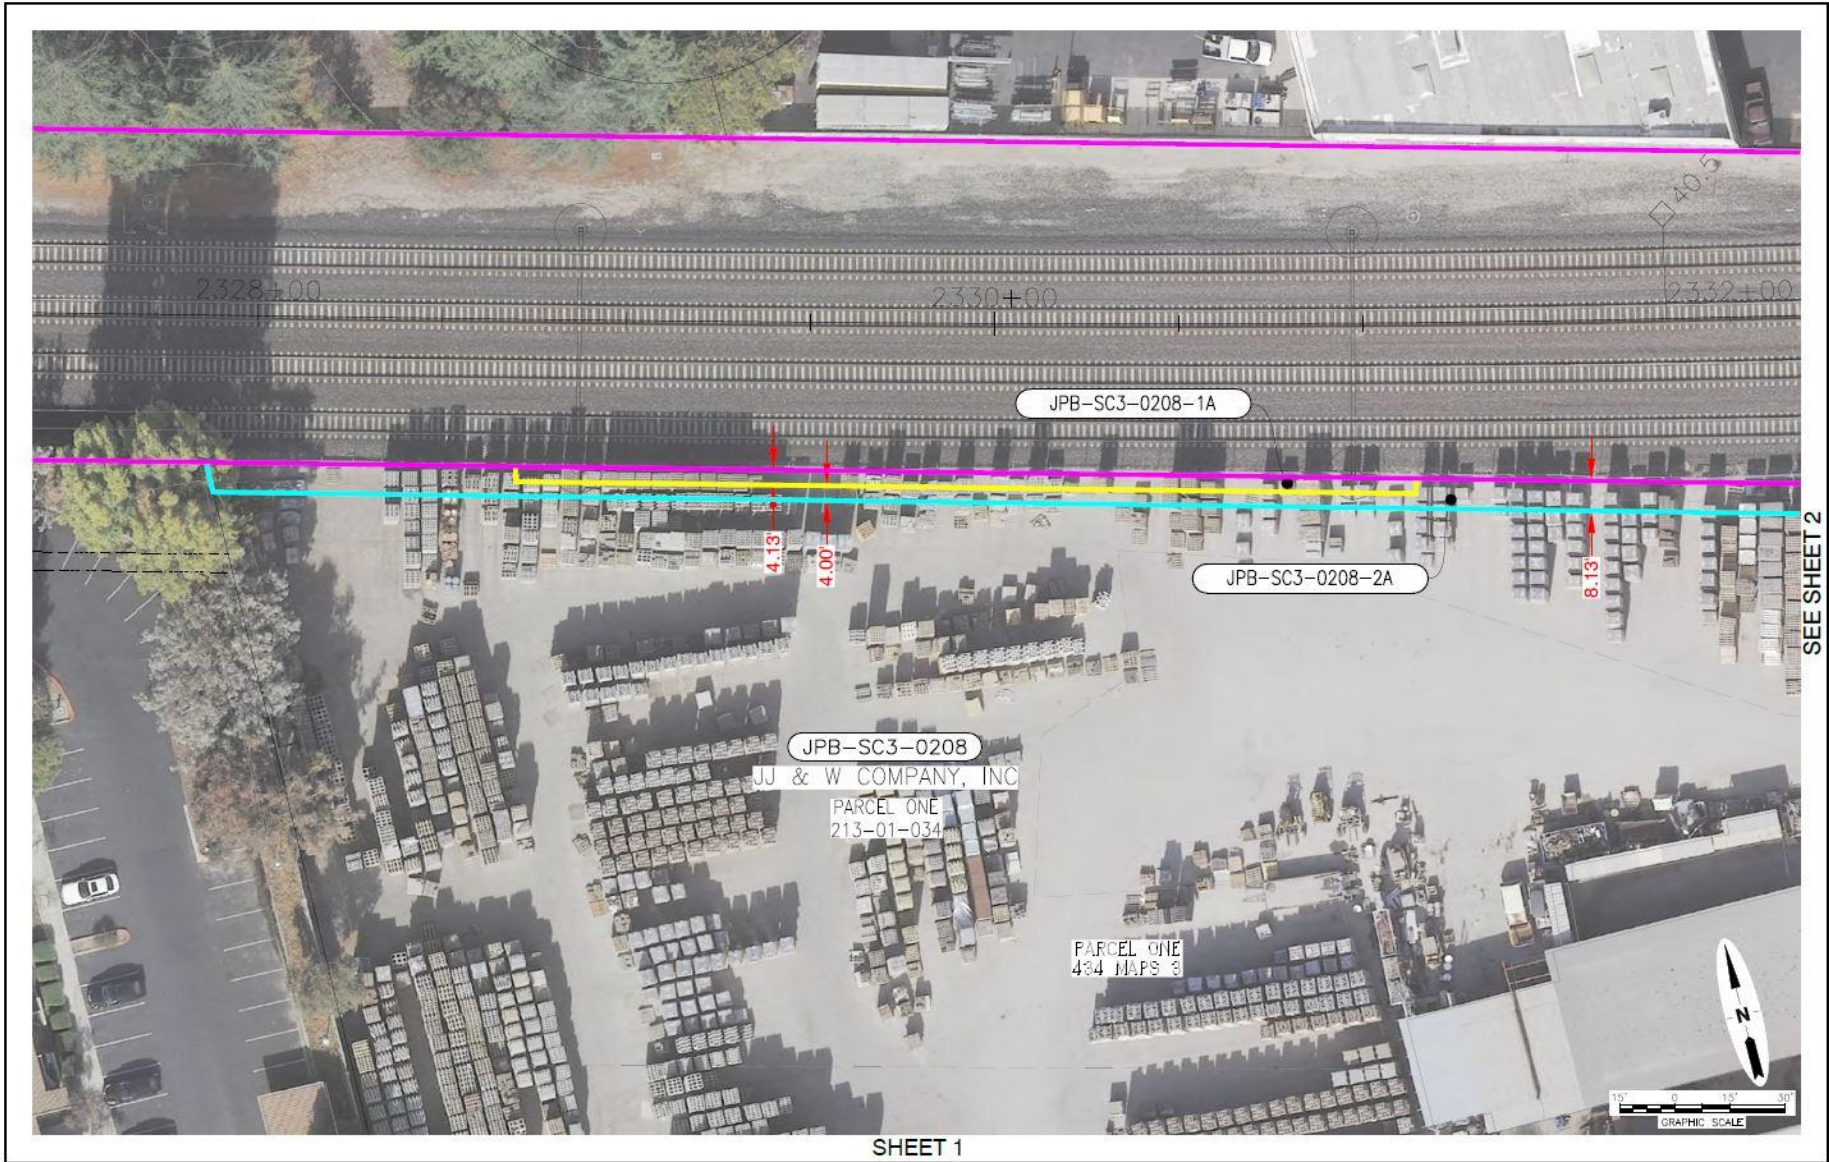 40.5
2328+00
2330+00
2332+00
JPB-SC3-0208-1A
4.13'
4.00'
JPB-SC3-0208-2A
8.13'
SEE SHEET 2
JPB-SC3-0208
JJ & W COMPANY, INC
PARCEL ONE
213-01-034
PARCEL ONE
434 MAPS 3
N
15' 0 15' 30'
GRAPHIC SCALE
SHEET 1